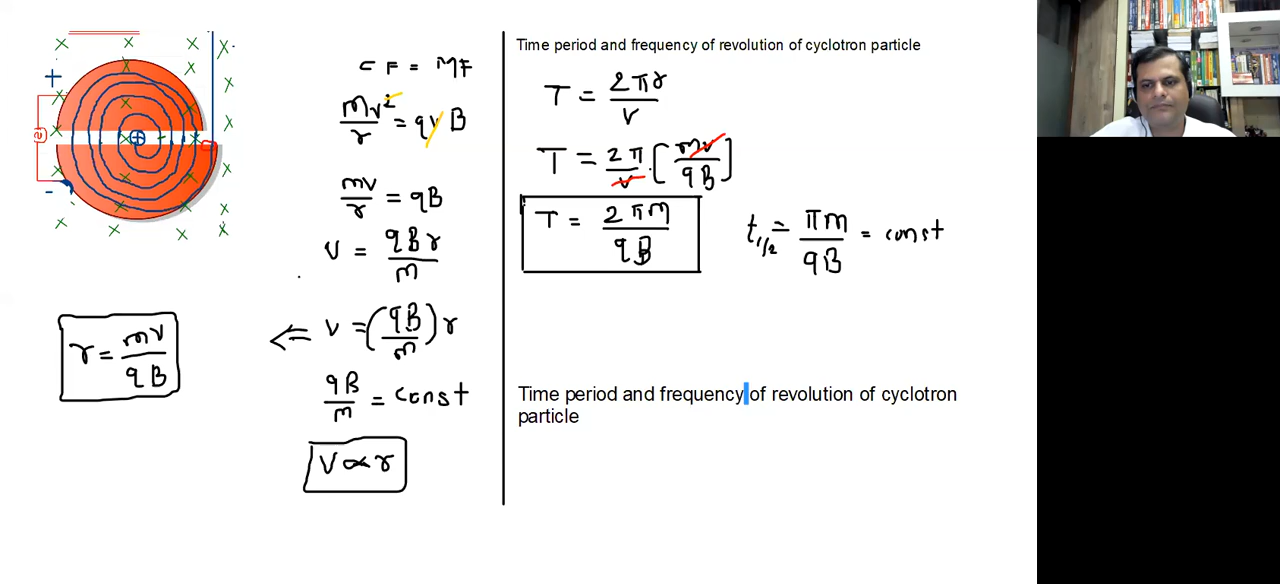 +
-
CF = MF
mv²/r = qvB
mv/r = qB
v = qBr/m
⇐ v = (qB/m) r
qB/m = const
v ∝ r
r = mv/qB
Time period and frequency of revolution of cyclotron particle
T = 2πr/v
T = 2π/v · [mv/qB]
T = 2πm/qB
t1/2 = πm/qB = const
Time period and frequency of revolution of cyclotron
particle